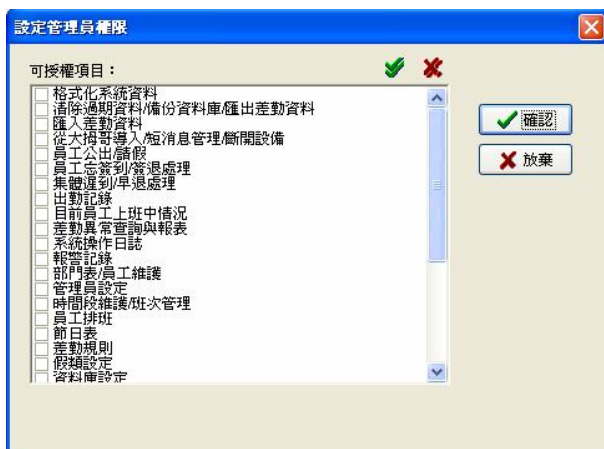 設定管理員權限
可授權項目：
格式化系統資料
清除過期資料/備份資料庫/匯出差勤資料
匯入差勤資料
從大拇哥導入/短消息管理/斷開設備
員工公出/請假
員工忘簽到/簽退處理
集體遲到/早退處理
出勤記錄
目前員工上班中情況
差勤異常查詢與報表
系統操作日誌
報警記錄
部門表/員工維護
管理員設定
時間段維護/班次管理
員工排班
節日表
差勤規則
假類設定
資料庫設定
確認
放棄